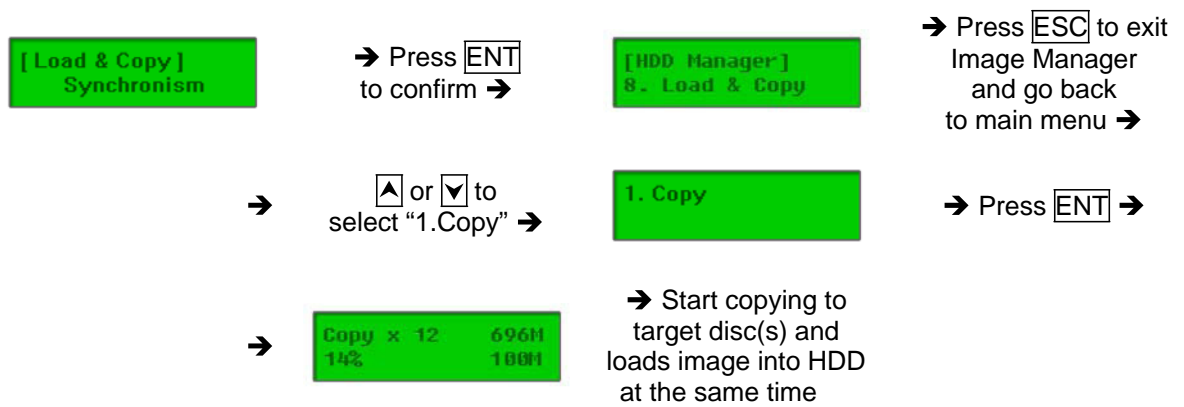 [Load & Copy]
Synchronism
➔ Press ENT
to confirm ➔
[HDD Manager]
8. Load & Copy
➔ Press ESC to exit
Image Manager
and go back
to main menu ➔
➔
or to
select “1.Copy” ➔
1. Copy
➔ Press ENT ➔
➔
Copy x 12 696M
14% 100M
➔ Start copying to
target disc(s) and
loads image into HDD
at the same time